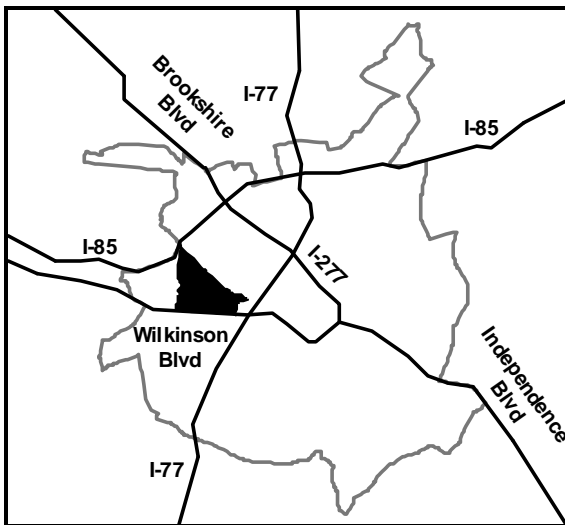 Brookshire
Blvd
I-77
I-85
I-85
I-277
Wilkinson
Blvd
Independence
Blvd
I-77